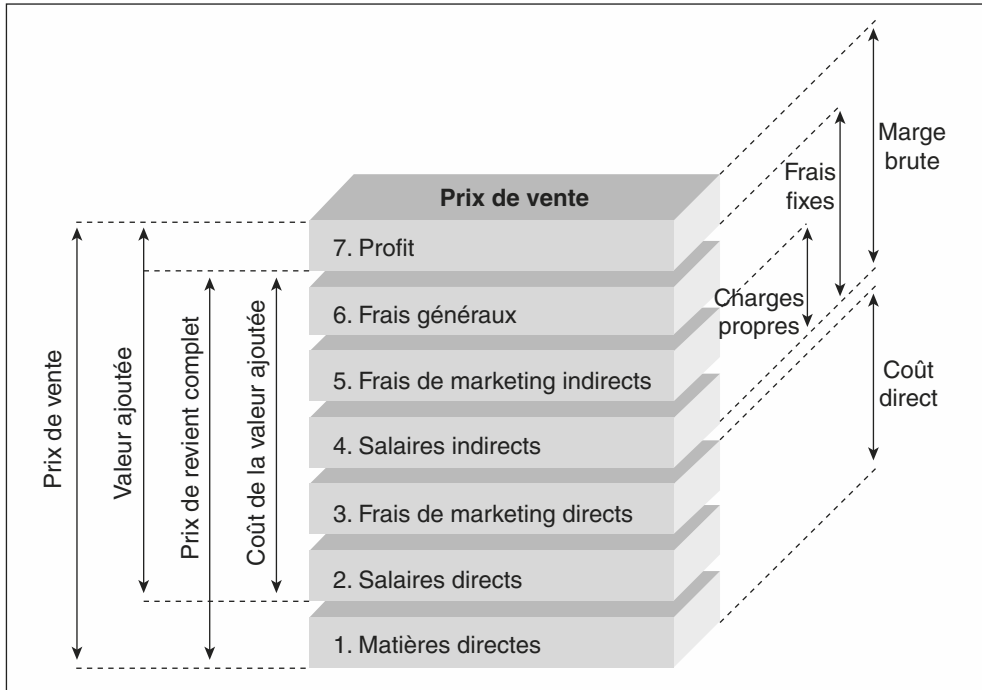 Prix de vente
7. Profit
6. Frais généraux
5. Frais de marketing indirects
4. Salaires indirects
3. Frais de marketing directs
2. Salaires directs
1. Matières directes
Prix de vente
Valeur ajoutée
Prix de revient complet
Coût de la valeur ajoutée
Marge
brute
Frais
fixes
Charges
propres
Coût
direct